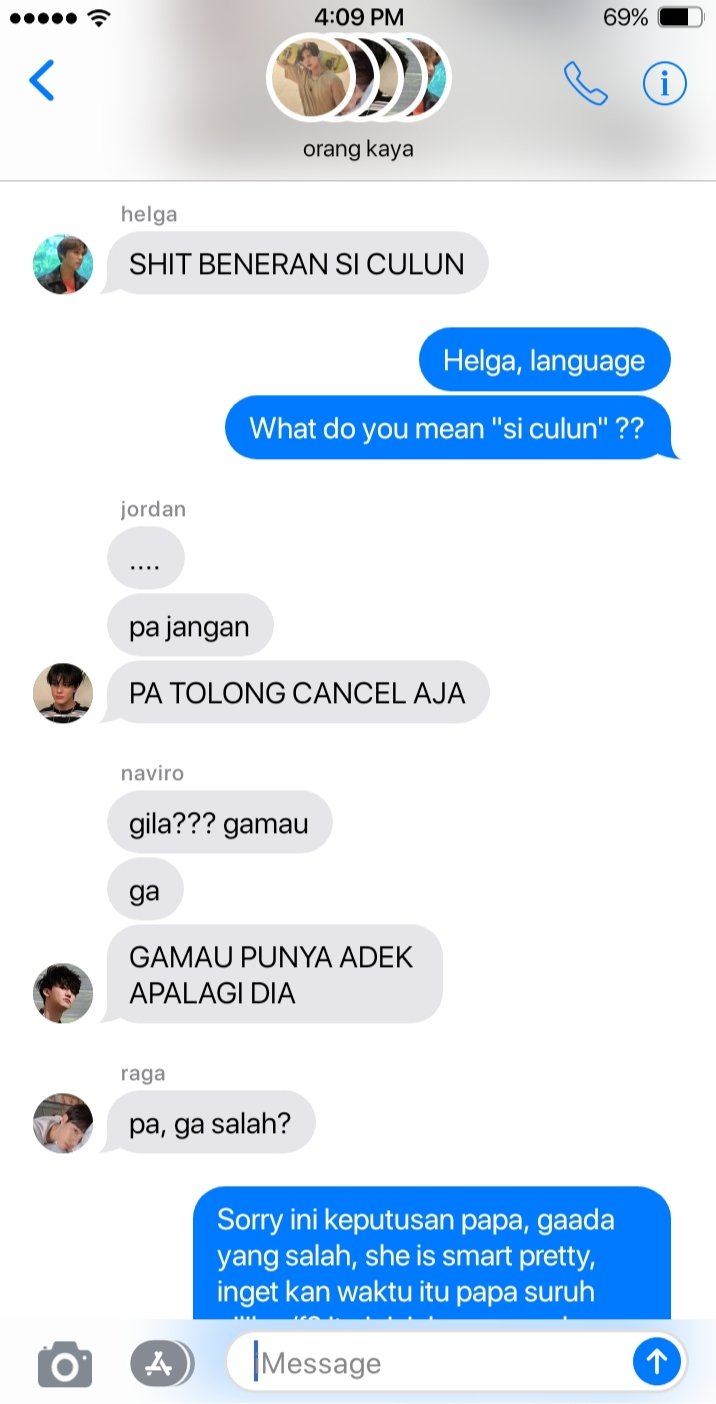 4:09 PM
69%
orang kaya
helga
SHIT BENERAN SI CULUN
Helga, language
What do you mean "si culun" ??
jordan
....
pa jangan
PA TOLONG CANCEL AJA
naviro
gila??? gamau
ga
GAMAU PUNYA ADEK
APALAGI DIA
raga
pa, ga salah?
Sorry ini keputusan papa, gaada
yang salah, she is smart pretty,
inget kan waktu itu papa suruh
Message